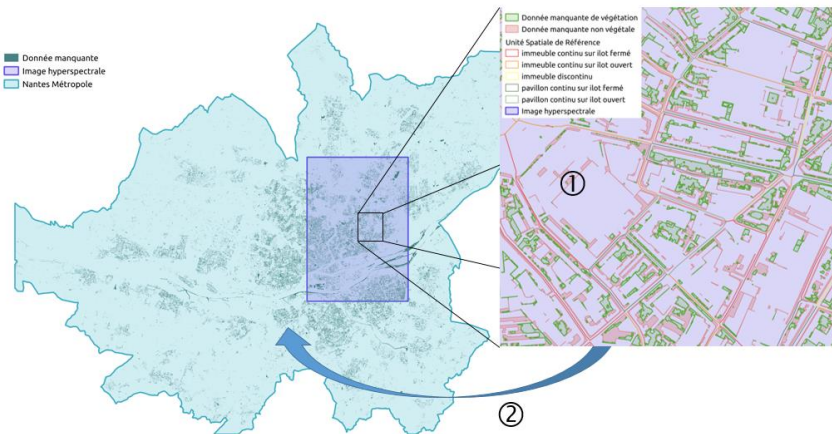 Donnée manquante
Image hyperspectrale
Nantes Métropole
Donnée manquante de végétation
Donnée manquante non végétale
Unité Spatiale de Référence
immeuble continu sur ilot fermé
immeuble continu sur ilot ouvert
immeuble discontinu
pavillon continu sur ilot fermé
pavillon continu sur ilot ouvert
Image hyperspectrale
①
②